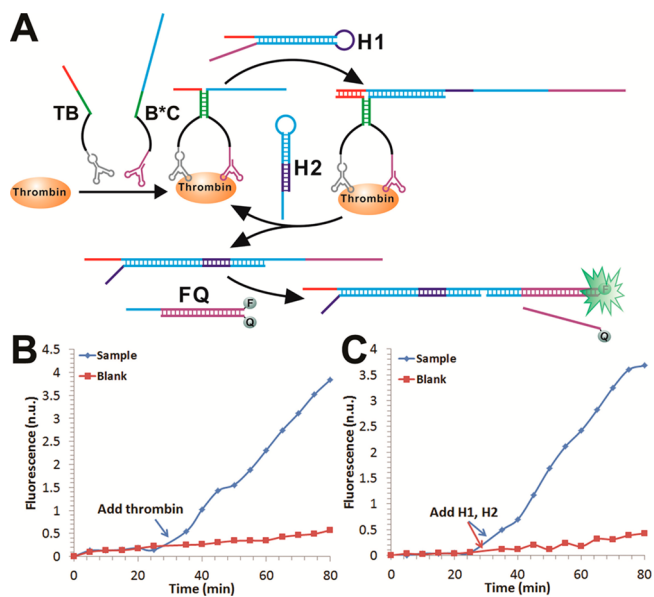 A
H1
TB
B*C
H2
Thrombin
Thrombin
Thrombin
FQ
F
Q
F
Q
B
C
4.5
4
3.5
3
2.5
2
1.5
1
0.5
0
Fluorescence (n.u.)
Sample
Blank
Add thrombin
0
20
40
60
80
Time (min)
4
3.5
3
2.5
2
1.5
1
0.5
0
Fluorescence (n.u.)
Sample
Blank
Add H1, H2
0
20
40
60
80
Time (min)